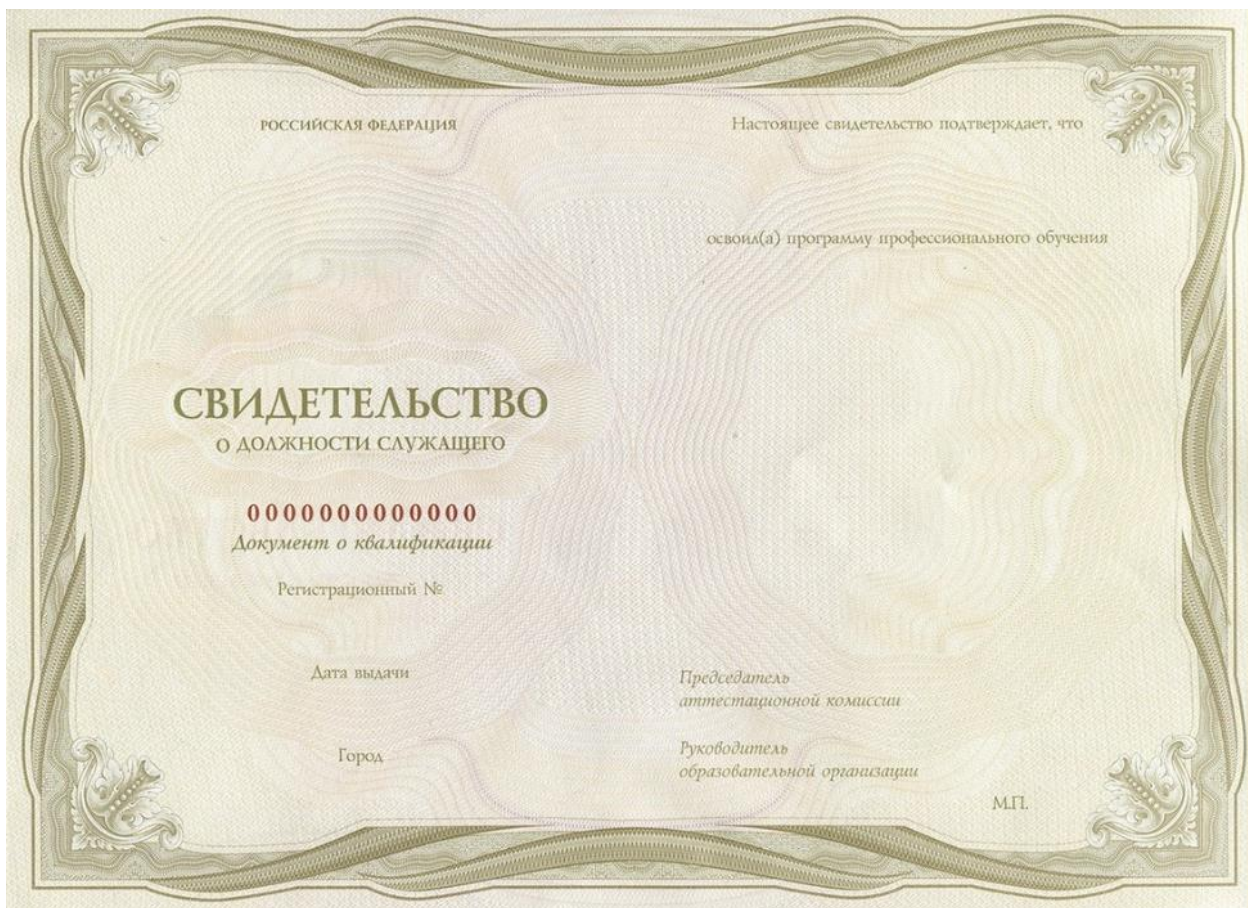 РОССИЙСКАЯ ФЕДЕРАЦИЯ
СВИДЕТЕЛЬСТВО
О ДОЛЖНОСТИ СЛУЖАЩЕГО
0000000000000
Документ о квалификации
Регистрационный №
Дата выдачи
Город
Настоящее свидетельство подтверждает, что
освоил(а) программу профессионального обучения
Председатель
аттестационной комиссии
Руководитель
образовательной организации
М.П.